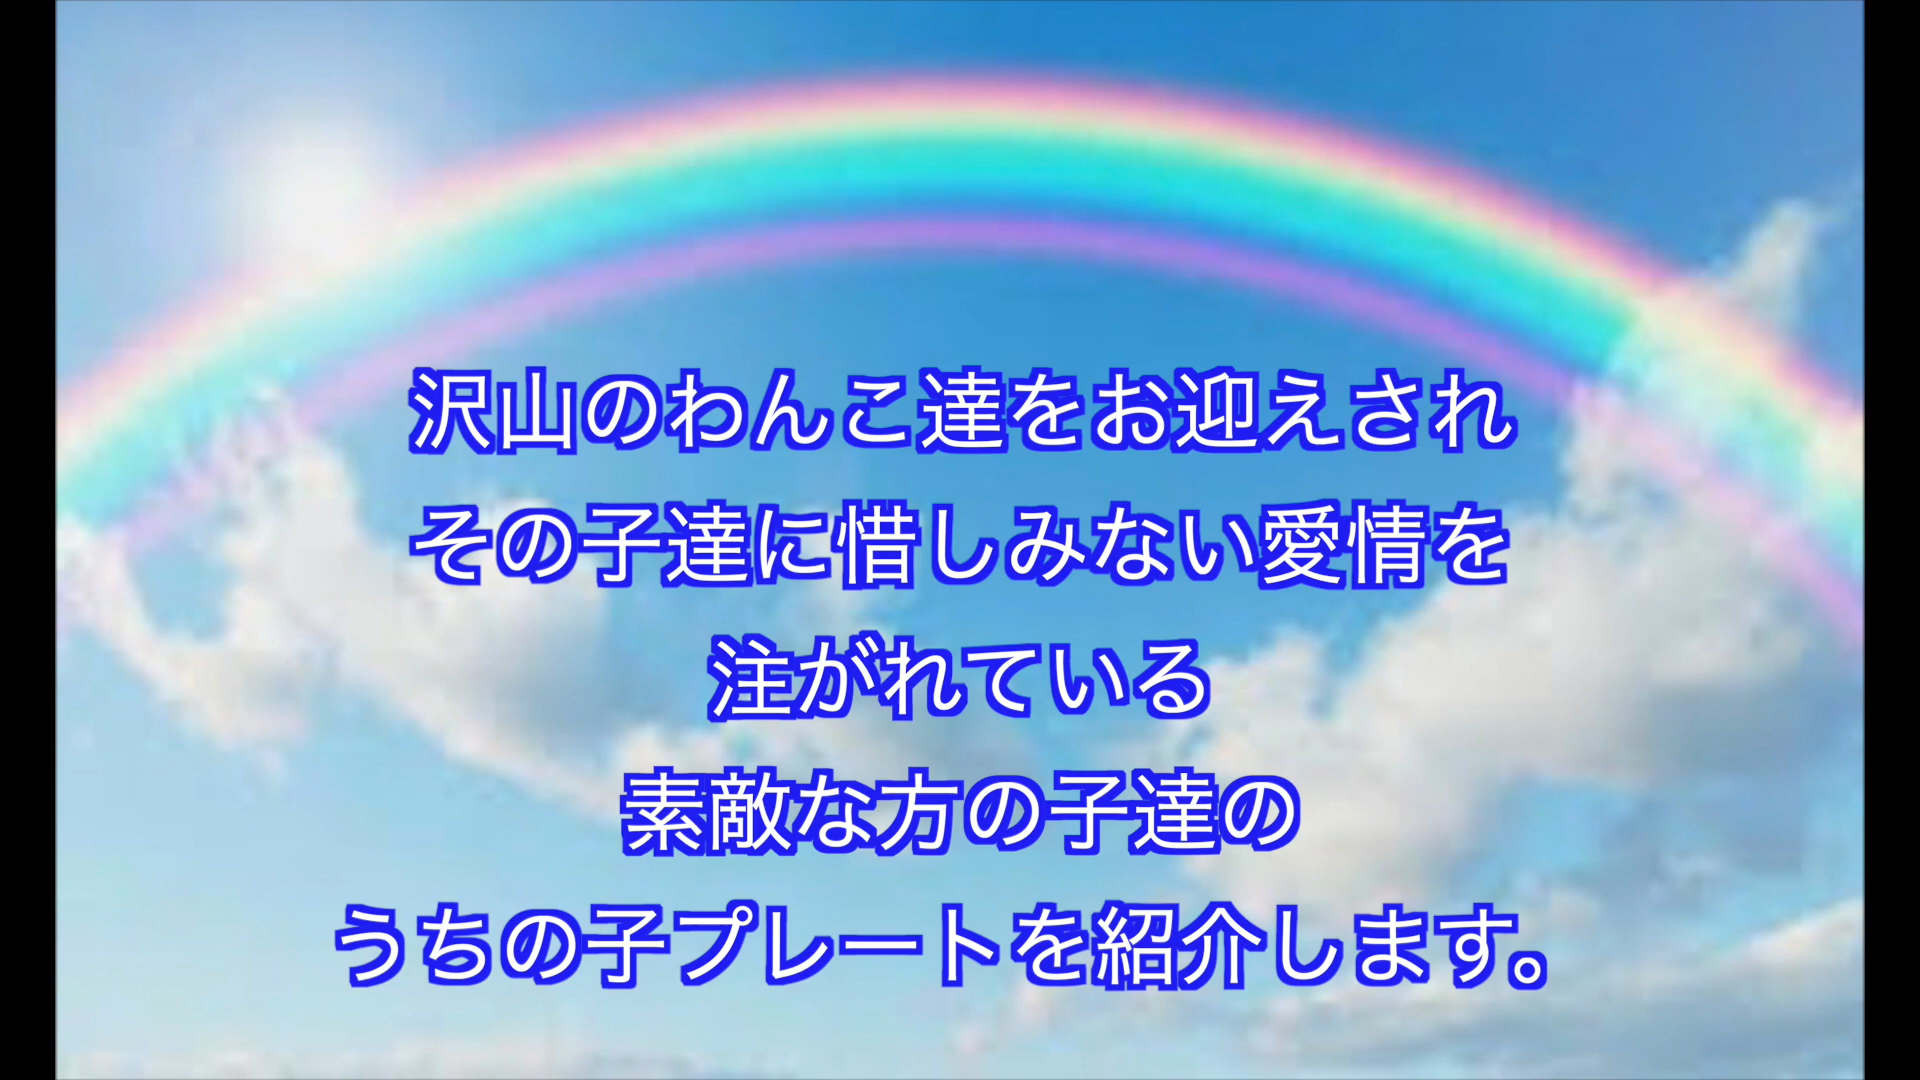 沢山のわんこ達をお迎えされ
その子達に惜しみない愛情を
注がれている
素敵な方の子達の
うちの子プレートを紹介します。